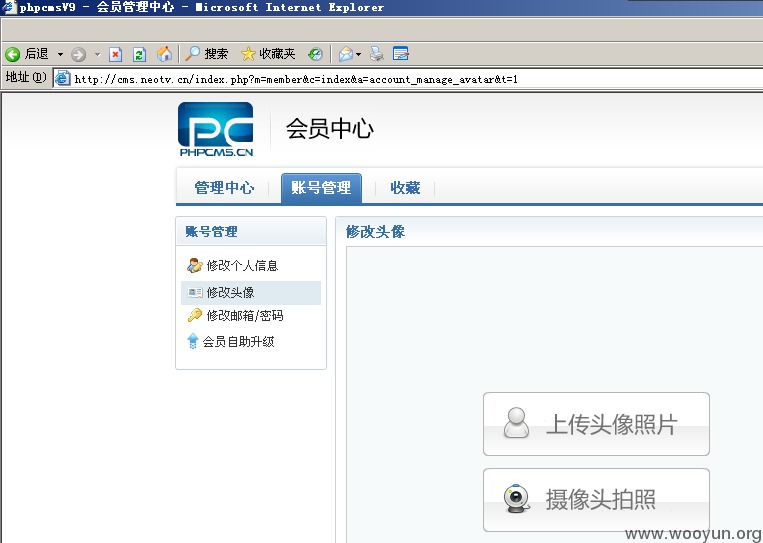 phpcmsV9 - 会员管理中心 - Microsoft Internet Explorer
后退 搜索 收藏夹
地址(D) http://cms.neotv.cn/index.php?m=member&c=index&a=account_manage_avatar&t=1
PC
PHPCMS.CN
会员中心
管理中心 账号管理 收藏
账号管理
修改个人信息
修改头像
修改邮箱/密码
会员自助升级
修改头像
上传头像照片
摄像头拍照
www.wooyun.org